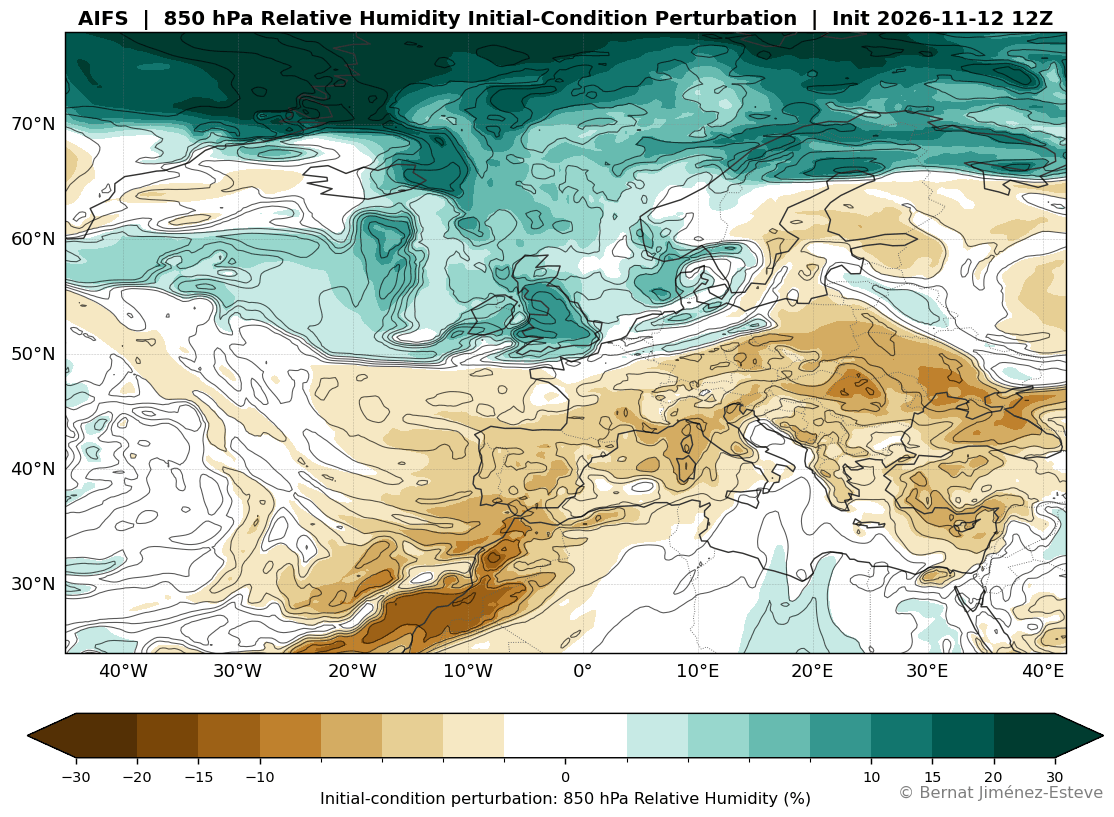 AIFS | 850 hPa Relative Humidity Initial-Condition Perturbation | Init 2026-11-12 12Z
70°N
60°N
50°N
40°N
30°N
40°W 30°W 20°W 10°W 0° 10°E 20°E 30°E 40°E
−30 −20 −15 −10 0 10 15 20 30
Initial-condition perturbation: 850 hPa Relative Humidity (%)
© Bernat Jiménez-Esteve